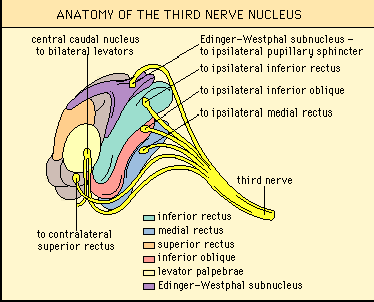 ANATOMY OF THE THIRD NERVE NUCLEUS
central caudal nucleus
to bilateral levators
Edinger-Westphal subnucleus -
to ipsilateral pupillary sphincter
to ipsilateral inferior rectus
to ipsilateral inferior oblique
to ipsilateral medial rectus
third nerve
to contralateral
superior rectus
inferior rectus
medial rectus
superior rectus
inferior oblique
levator palpebrae
Edinger-Westphal subnucleus